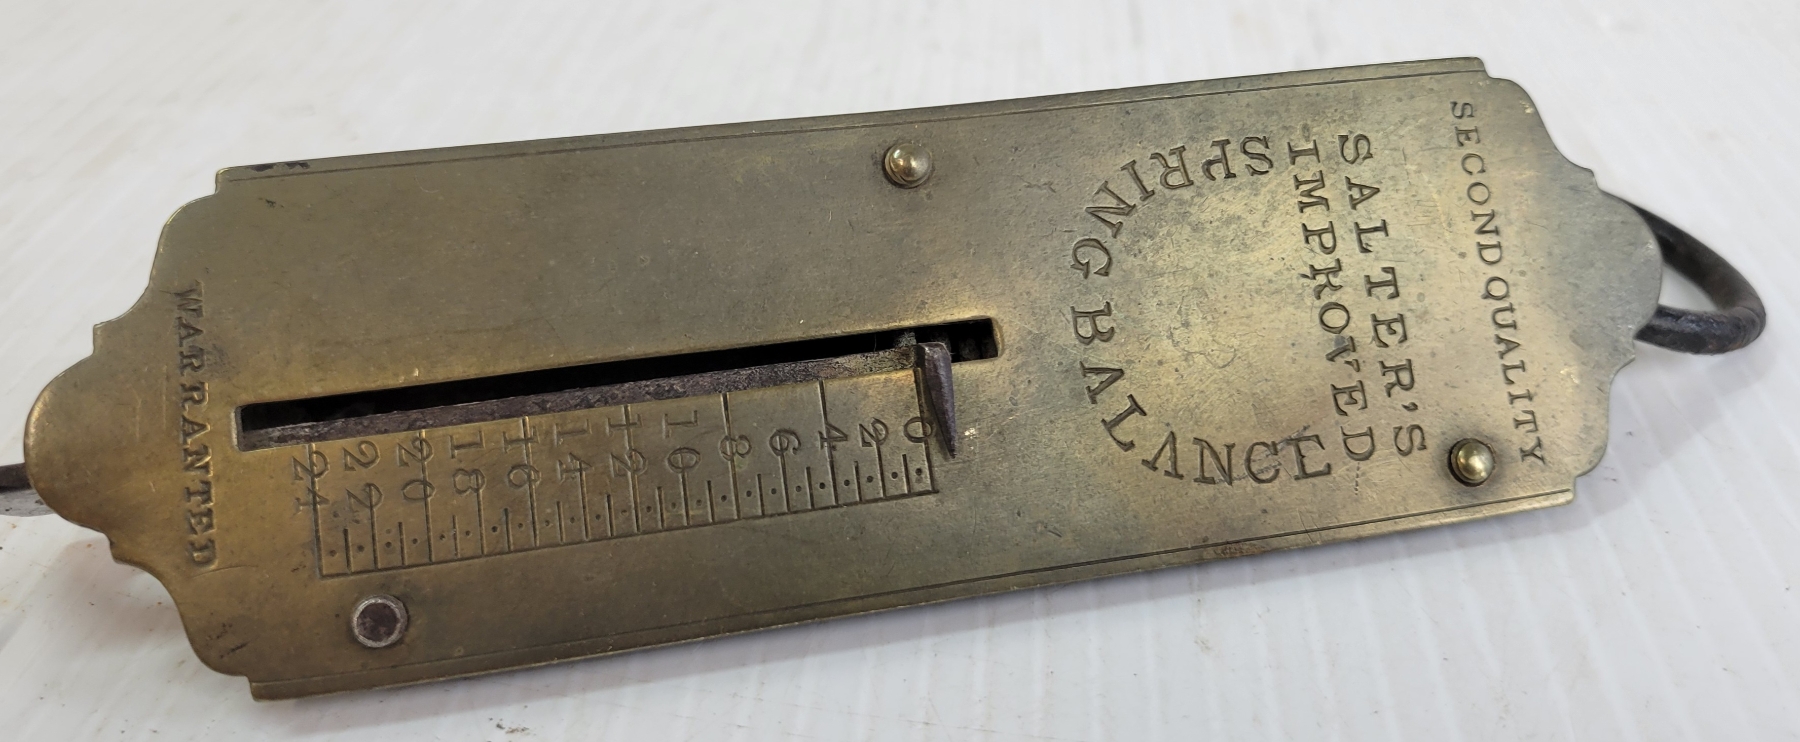 SECOND QUALITY
SALTER'S
IMPROVED
SPRING BALANCE
0
2
4
6
8
10
12
14
16
18
20
22
24
WARRANTED